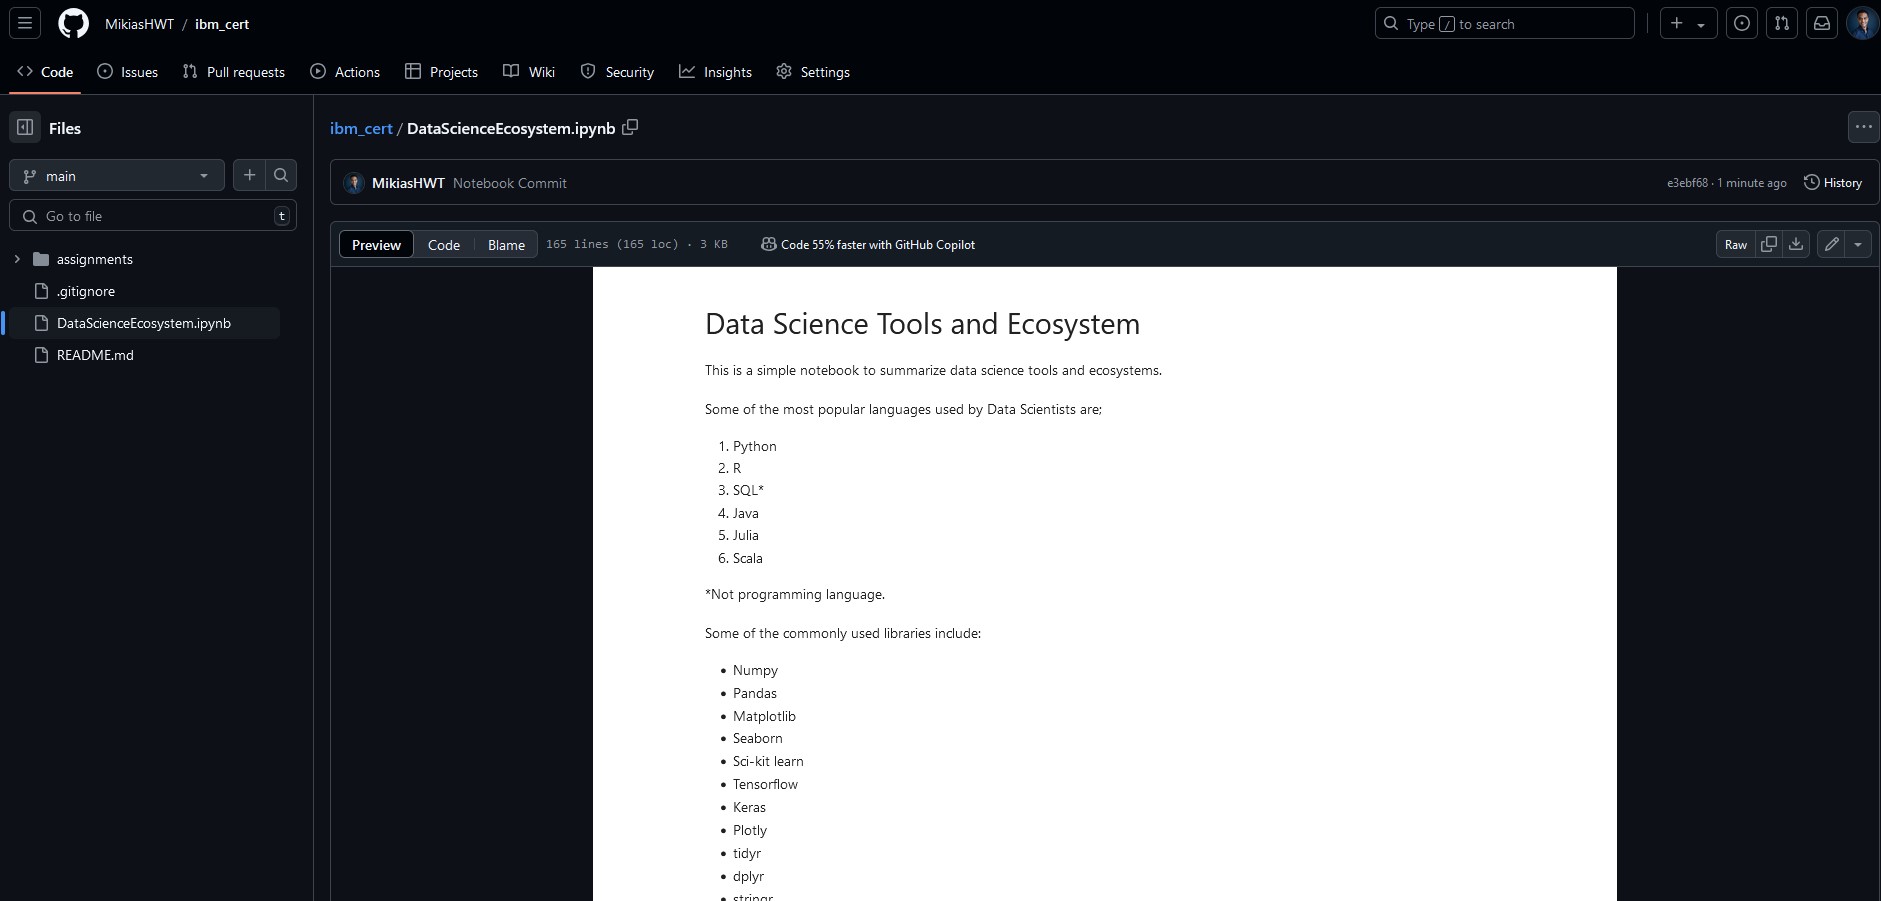 MikiasHWT / ibm_cert
Type / to search
Code
Issues
Pull requests
Actions
Projects
Wiki
Security
Insights
Settings
Files
main
Go to file
t
assignments
.gitignore
DataScienceEcosystem.ipynb
README.md
ibm_cert / DataScienceEcosystem.ipynb
MikiasHWT Notebook Commit
e3ebf68 · 1 minute ago
History
Preview
Code
Blame
165 lines (165 loc) · 3 KB
Code 55% faster with GitHub Copilot
Raw
Data Science Tools and Ecosystem
This is a simple notebook to summarize data science tools and ecosystems.
Some of the most popular languages used by Data Scientists are;
1. Python
2. R
3. SQL*
4. Java
5. Julia
6. Scala
*Not programming language.
Some of the commonly used libraries include:
• Numpy
• Pandas
• Matplotlib
• Seaborn
• Sci-kit learn
• Tensorflow
• Keras
• Plotly
• tidyr
• dplyr
• stringr